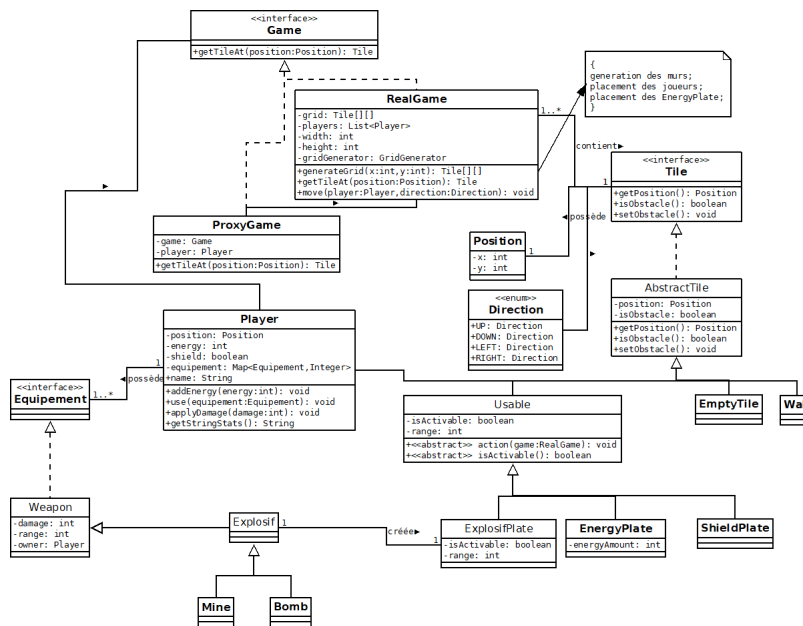 <<interface>>
Game
+getTileAt(position:Position): Tile
RealGame
-grid: Tile[][]
-players: List<Player>
-width: int
-height: int
-gridGenerator: GridGenerator
+generateGrid(x:int,y:int): Tile[][]
+getTileAt(position:Position): Tile
+move(player:Player,direction:Direction): void
{
generation des murs;
placement des joueurs;
placement des EnergyPlate;
}
1..*
contient
1
<<interface>>
Tile
+getPosition(): Position
+isObstacle(): boolean
+setObstacle(): void
ProxyGame
-game: Game
-player: Player
+getTileAt(position:Position): Tile
possède
1
Position
-x: int
-y: int
<<enum>>
Direction
+UP: Direction
+DOWN: Direction
+LEFT: Direction
+RIGHT: Direction
AbstractTile
-position: Position
-isObstacle: boolean
+getPosition(): Position
+isObstacle(): boolean
+setObstacle(): void
EmptyTile
Player
-position: Position
-energy: int
-shield: boolean
-equipement: Map<Equipement,Integer>
+name: String
+addEnergy(energy:int): void
+use(equipement:Equipement): void
+applyDamage(damage:int): void
+getStringStats(): String
1
possède
1..*
<<interface>>
Equipement
Usable
-isActivable: boolean
-range: int
+<<abstract>> action(game:RealGame): void
+<<abstract>> isActivable(): boolean
Weapon
-damage: int
-range: int
-owner: Player
Explosif
1
créée
1
ExplosifPlate
-isActivable: boolean
-range: int
EnergyPlate
-energyAmount: int
ShieldPlate
Mine
Bomb